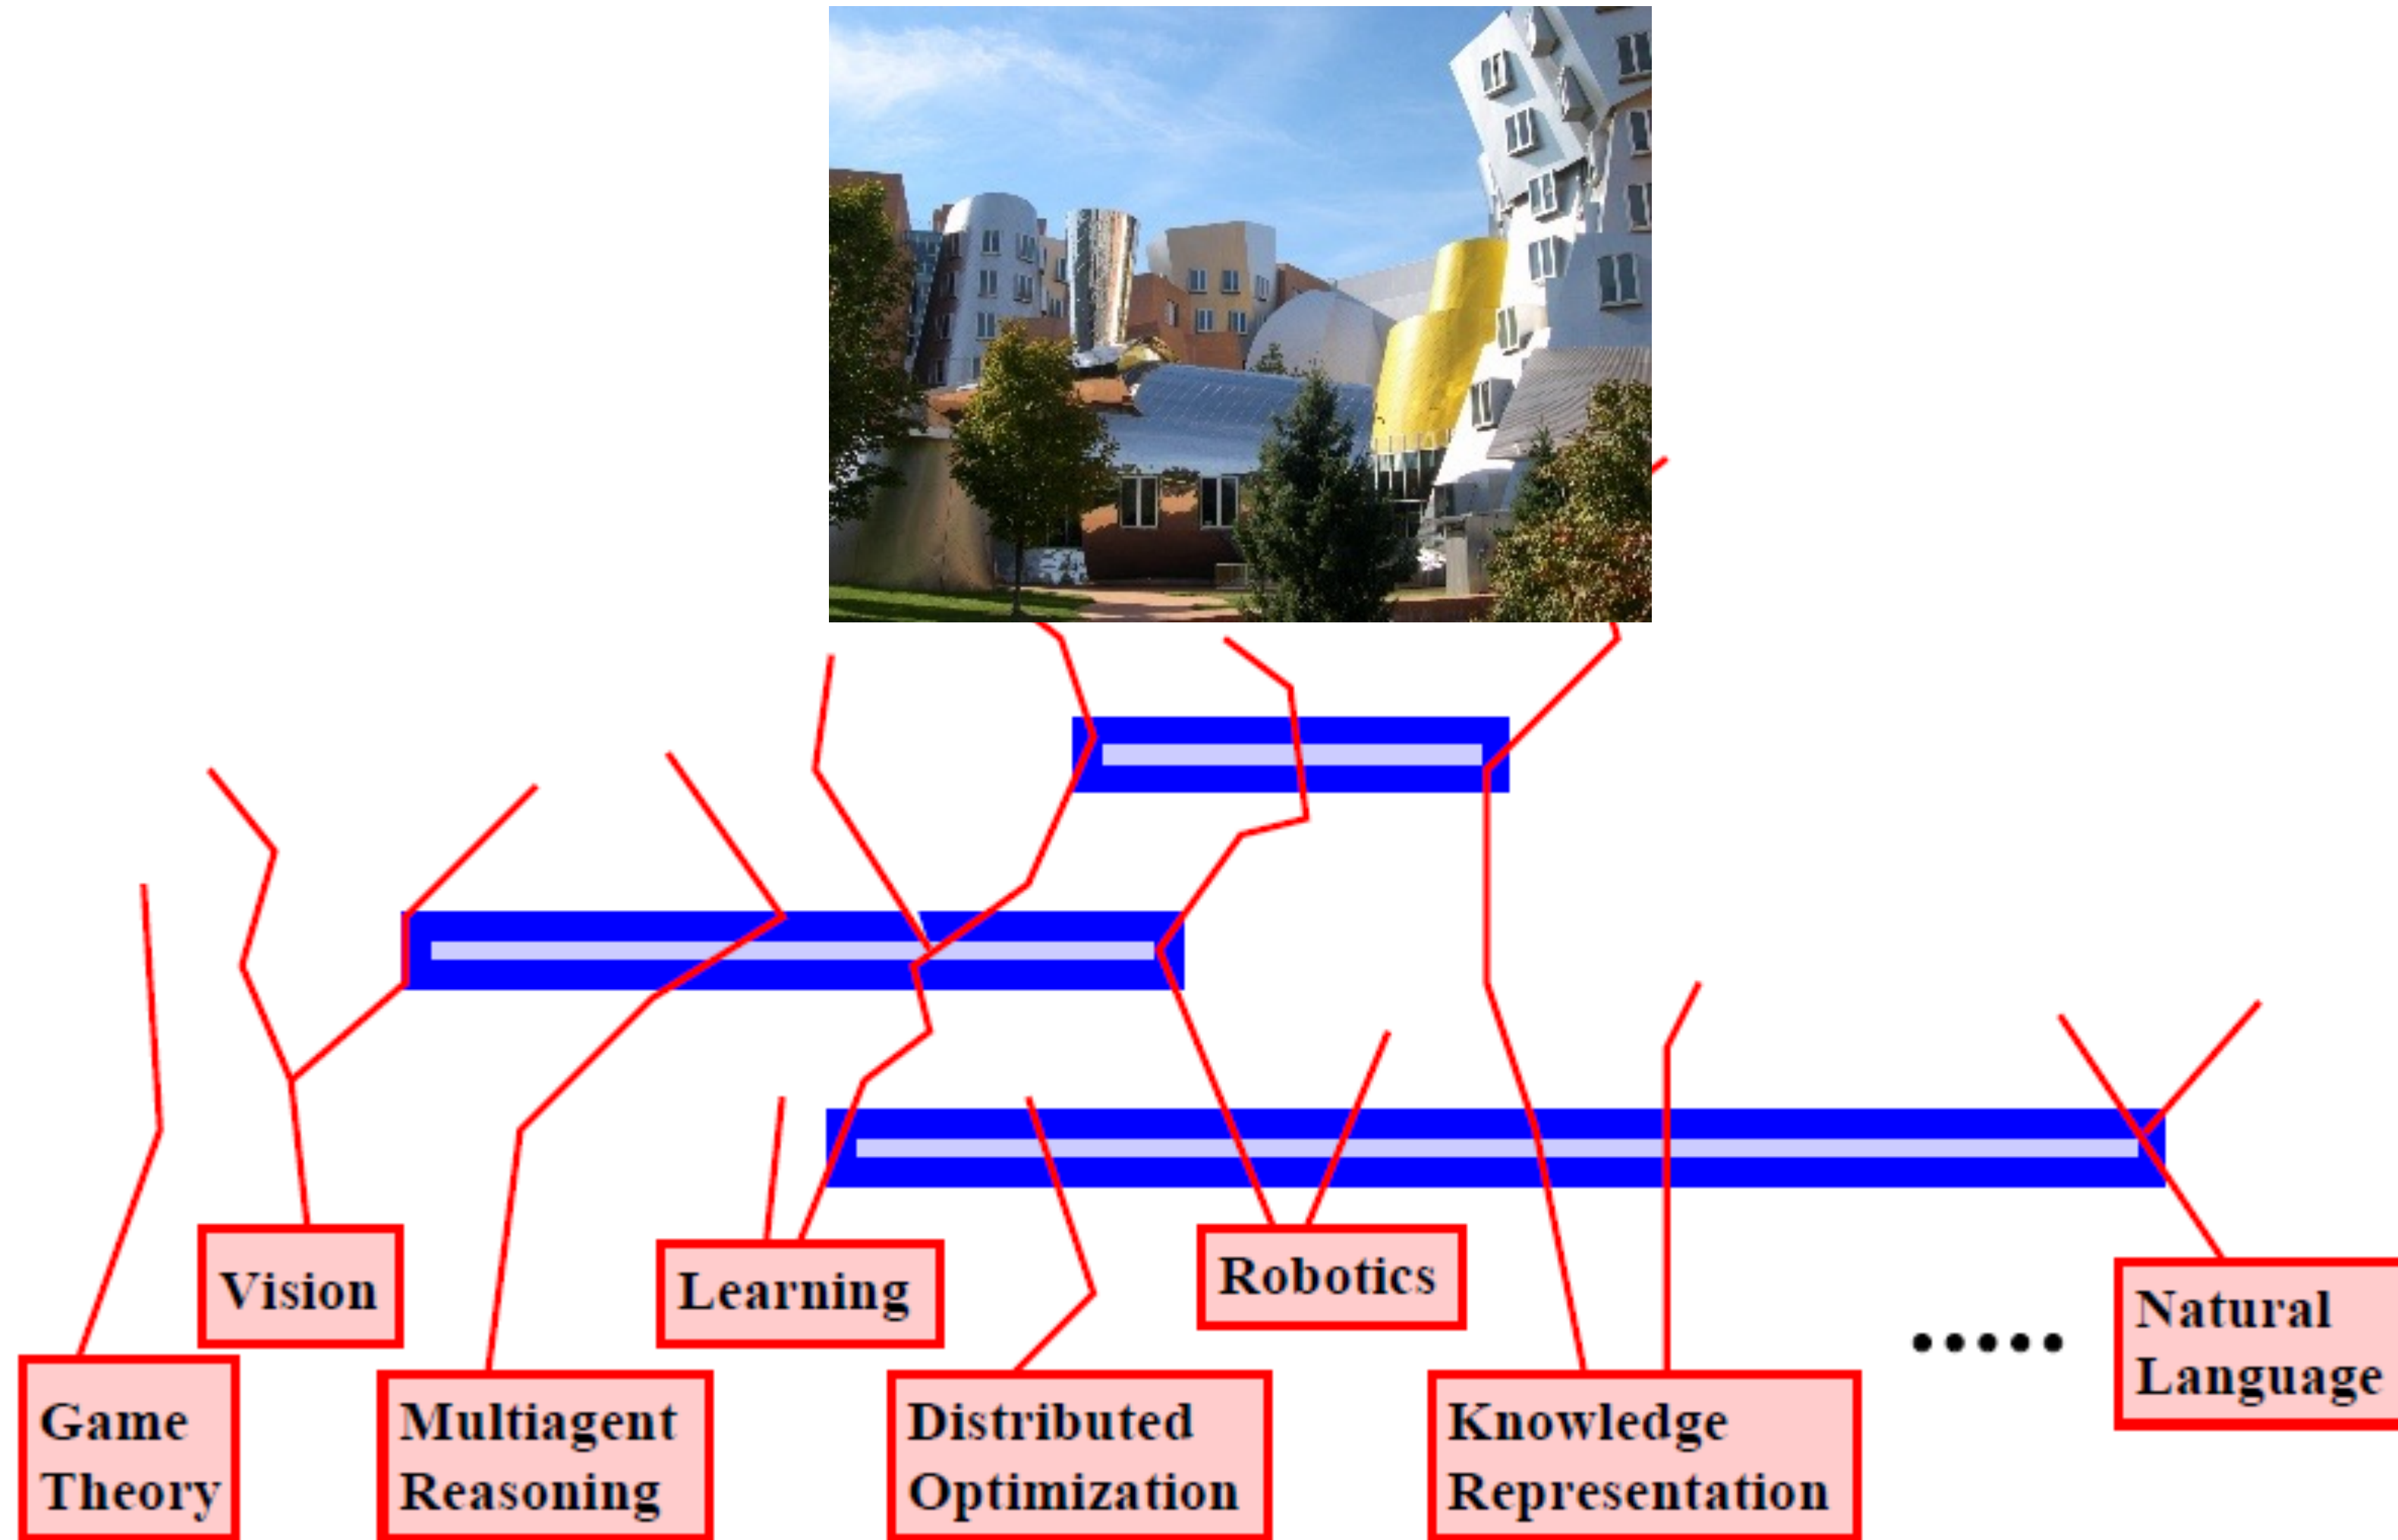 Vision
Learning
Robotics
Natural
Language
Game
Theory
Multiagent
Reasoning
Distributed
Optimization
Knowledge
Representation